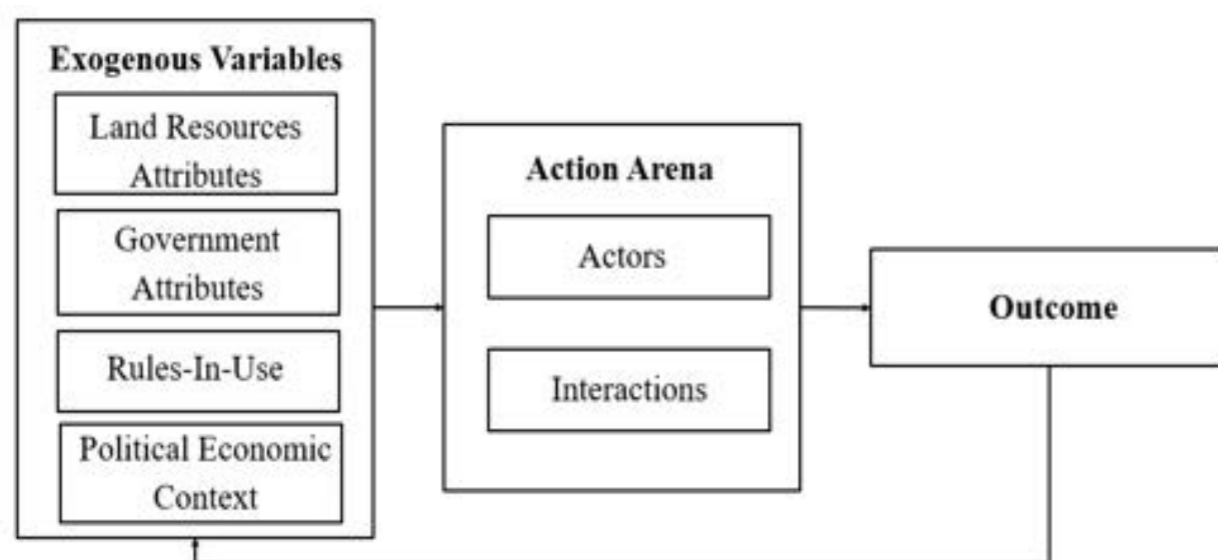 Exogenous Variables
Land Resources
Attributes
Government
Attributes
Rules-In-Use
Political Economic
Context
Action Arena
Actors
Interactions
Outcome